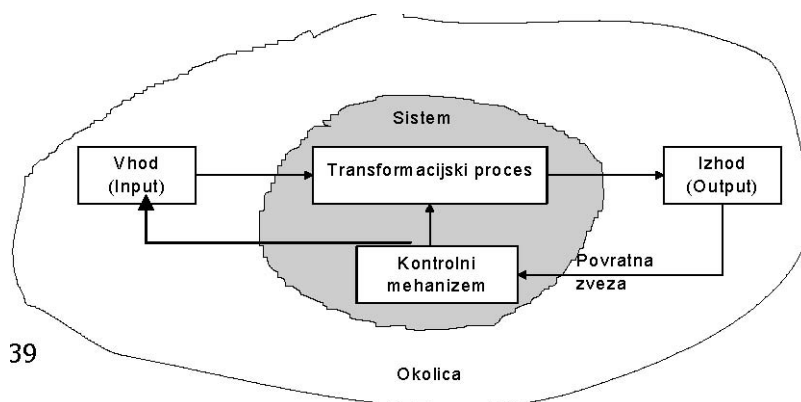 Sistem
Vhod
(Input)
Transformacijski proces
Izhod
(Output)
Kontrolni
mehanizem
Povratna
zveza
39
Okolica